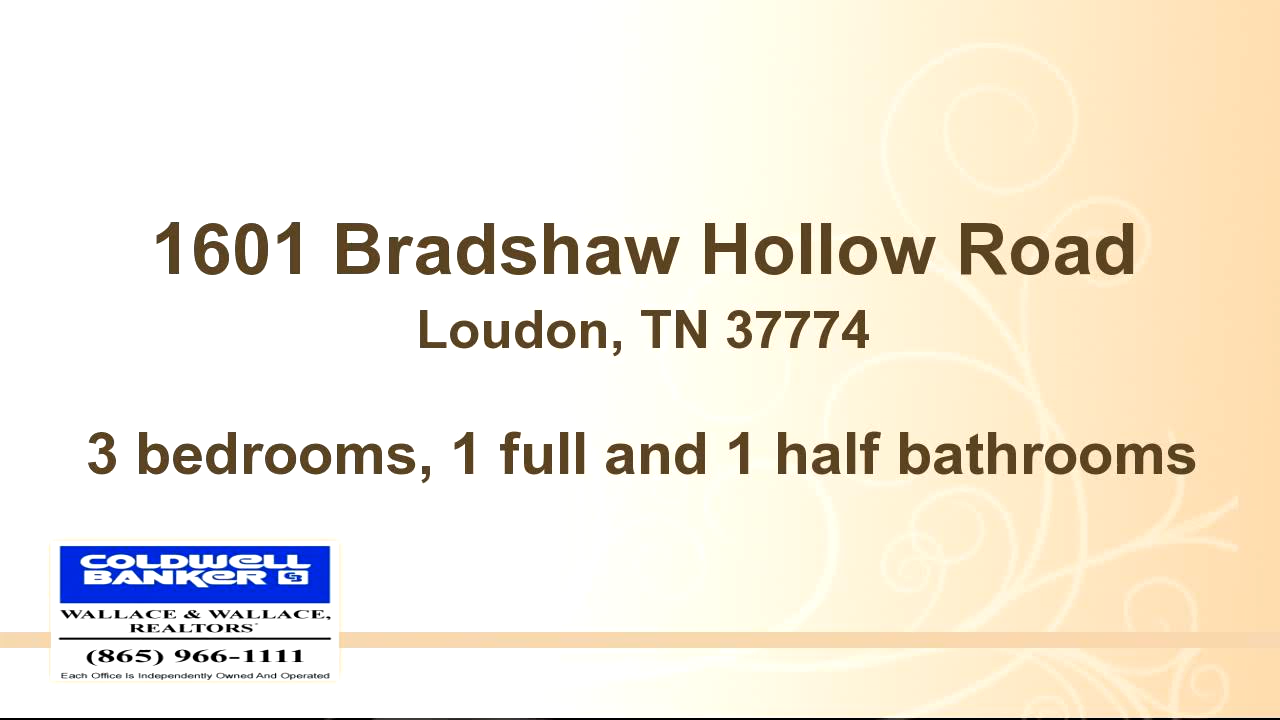 1601 Bradshaw Hollow Road
Loudon, TN 37774
3 bedrooms, 1 full and 1 half bathrooms
COLDWELL
BANKER CB
WALLACE & WALLACE,
REALTORS
(865) 966-1111
Each Office Is Independently Owned And Operated